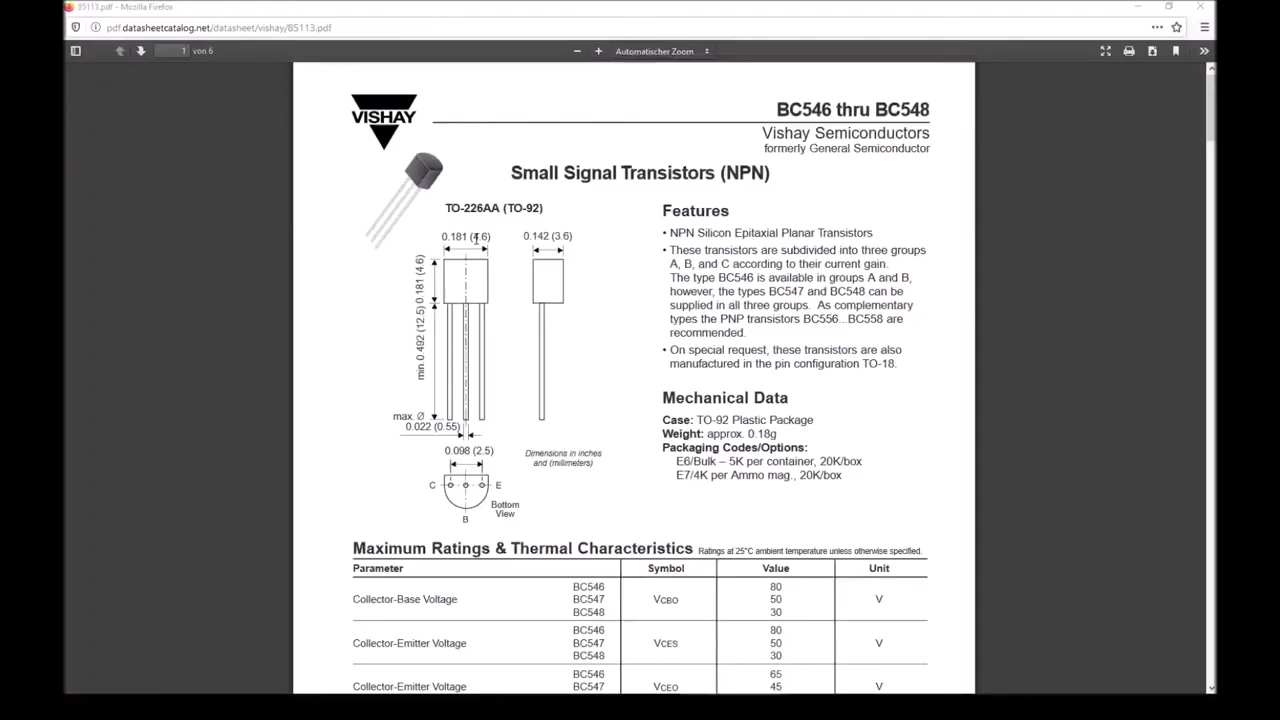 85113.pdf - Mozilla Firefox
pdf.datasheetcatalog.net/datasheet/vishay/85113.pdf
1 von 6
Automatischer Zoom
VISHAY
BC546 thru BC548
Vishay Semiconductors
formerly General Semiconductor
Small Signal Transistors (NPN)
TO-226AA (TO-92)
0.181 (4.6)
0.142 (3.6)
0.181 (4.6)
min. 0.492 (12.5)
max. Ø
0.022 (0.55)
0.098 (2.5)
Dimensions in inches
and (millimeters)
C
E
Bottom
View
B
Features
• NPN Silicon Epitaxial Planar Transistors
• These transistors are subdivided into three groups
A, B, and C according to their current gain.
The type BC546 is available in groups A and B,
however, the types BC547 and BC548 can be
supplied in all three groups. As complementary
types the PNP transistors BC556...BC558 are
recommended.
• On special request, these transistors are also
manufactured in the pin configuration TO-18.
Mechanical Data
Case: TO-92 Plastic Package
Weight: approx. 0.18g
Packaging Codes/Options:
E6/Bulk – 5K per container, 20K/box
E7/4K per Ammo mag., 20K/box
Maximum Ratings & Thermal Characteristics Ratings at 25°C ambient temperature unless otherwise specified.
Parameter Symbol Value Unit
BC546 80
Collector-Base Voltage BC547 VCBO 50 V
BC548 30
BC546 80
Collector-Emitter Voltage BC547 VCES 50 V
BC548 30
BC546 65
Collector-Emitter Voltage BC547 VCEO 45 V